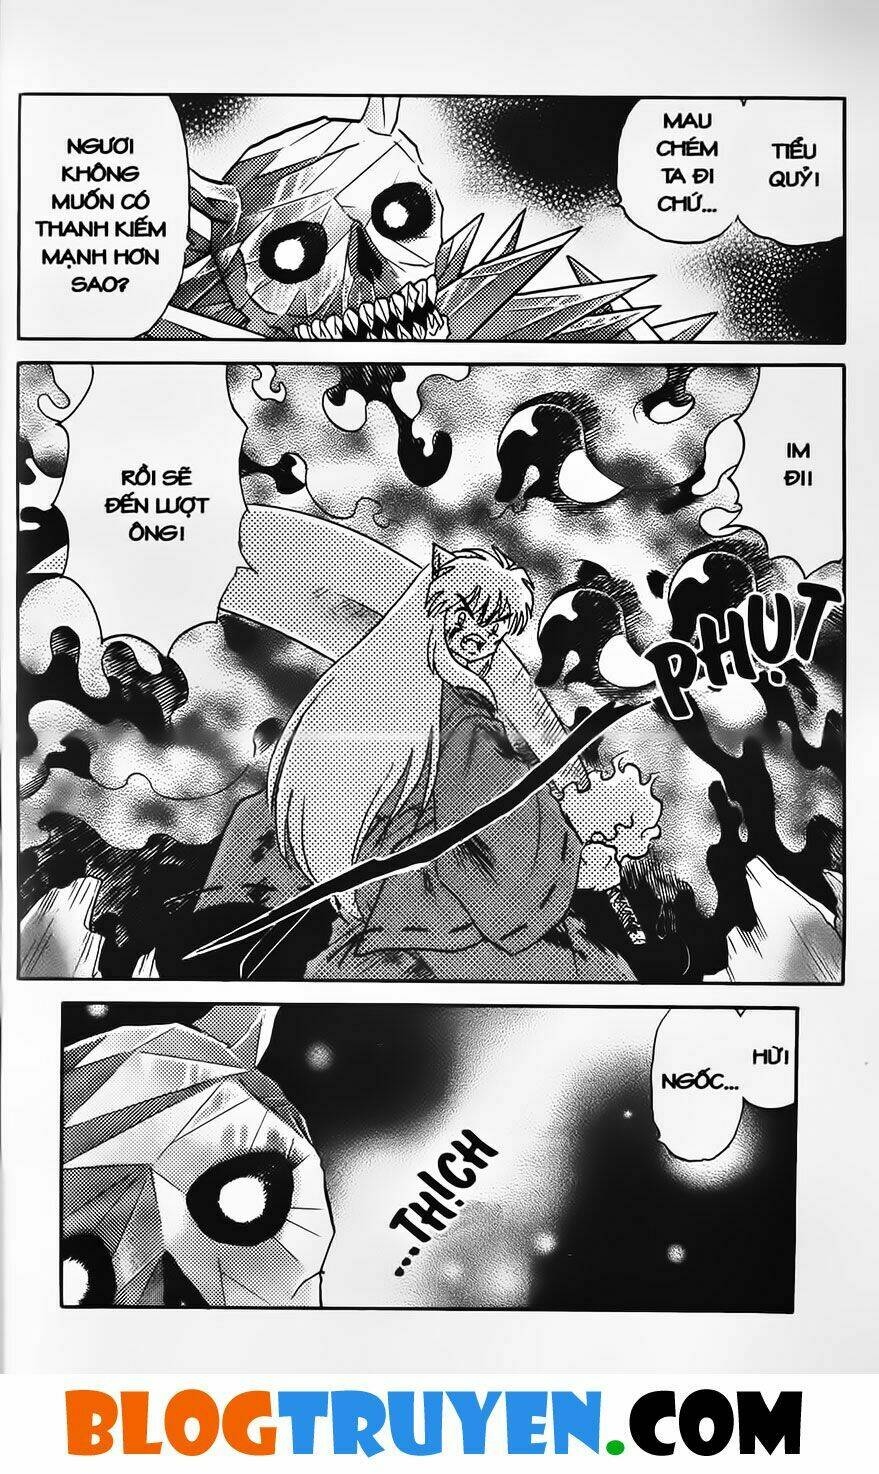 TIỂU
QUỶ!
MAU
CHÉM
TA ĐI
CHỨ...
NGƯƠI
KHÔNG
MUỐN CÓ
THANH KIẾM
MẠNH HƠN
SAO?
IM
ĐI!
RỒI SẼ
ĐẾN LƯỢT
ÔNG!
PHỤT
HỪ!
NGỐC...
...THỊCH
BLOGTRUYEN.COM